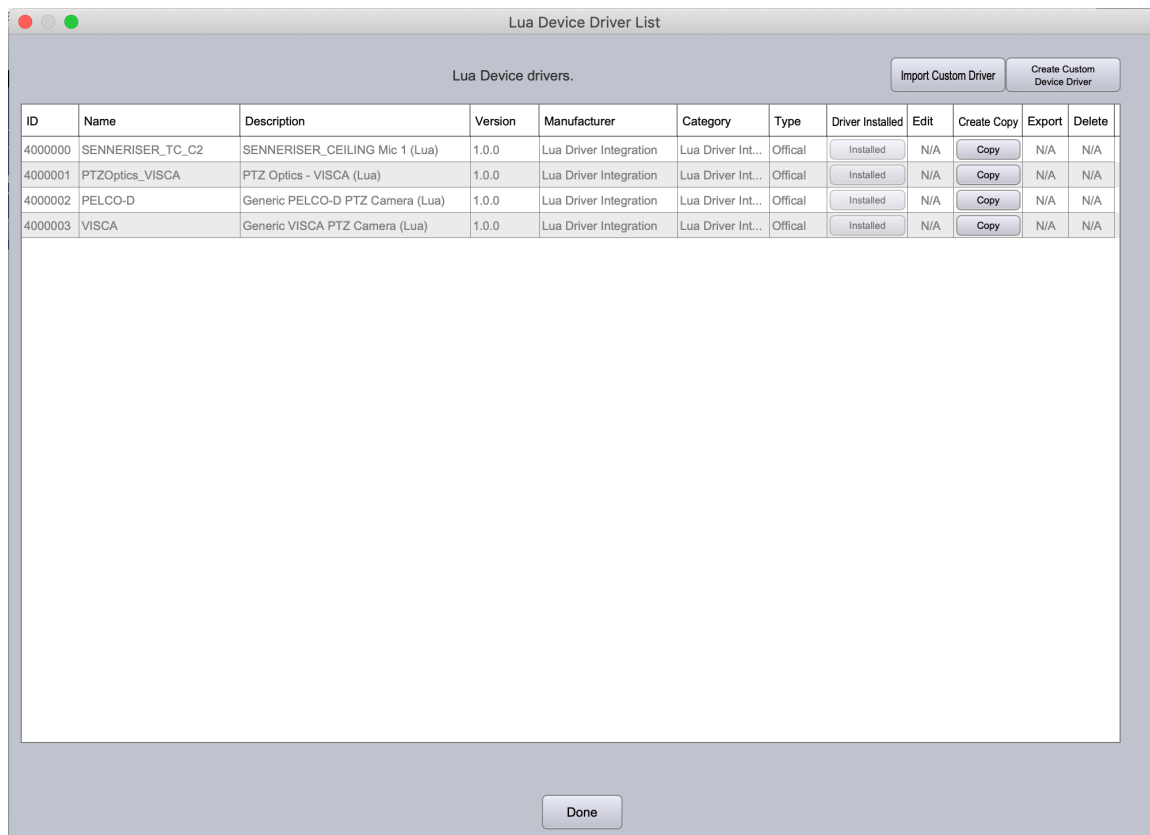 Lua Device Driver List
Lua Device drivers.
Import Custom Driver
Create Custom
Device Driver
ID Name Description Version Manufacturer Category Type Driver Installed Edit Create Copy Export Delete
4000000 SENNERISER_TC_C2 SENNERISER_CEILING Mic 1 (Lua) 1.0.0 Lua Driver Integration Lua Driver Int... Offical Installed N/A Copy N/A N/A
4000001 PTZOptics_VISCA PTZ Optics - VISCA (Lua) 1.0.0 Lua Driver Integration Lua Driver Int... Offical Installed N/A Copy N/A N/A
4000002 PELCO-D Generic PELCO-D PTZ Camera (Lua) 1.0.0 Lua Driver Integration Lua Driver Int... Offical Installed N/A Copy N/A N/A
4000003 VISCA Generic VISCA PTZ Camera (Lua) 1.0.0 Lua Driver Integration Lua Driver Int... Offical Installed N/A Copy N/A N/A
Done